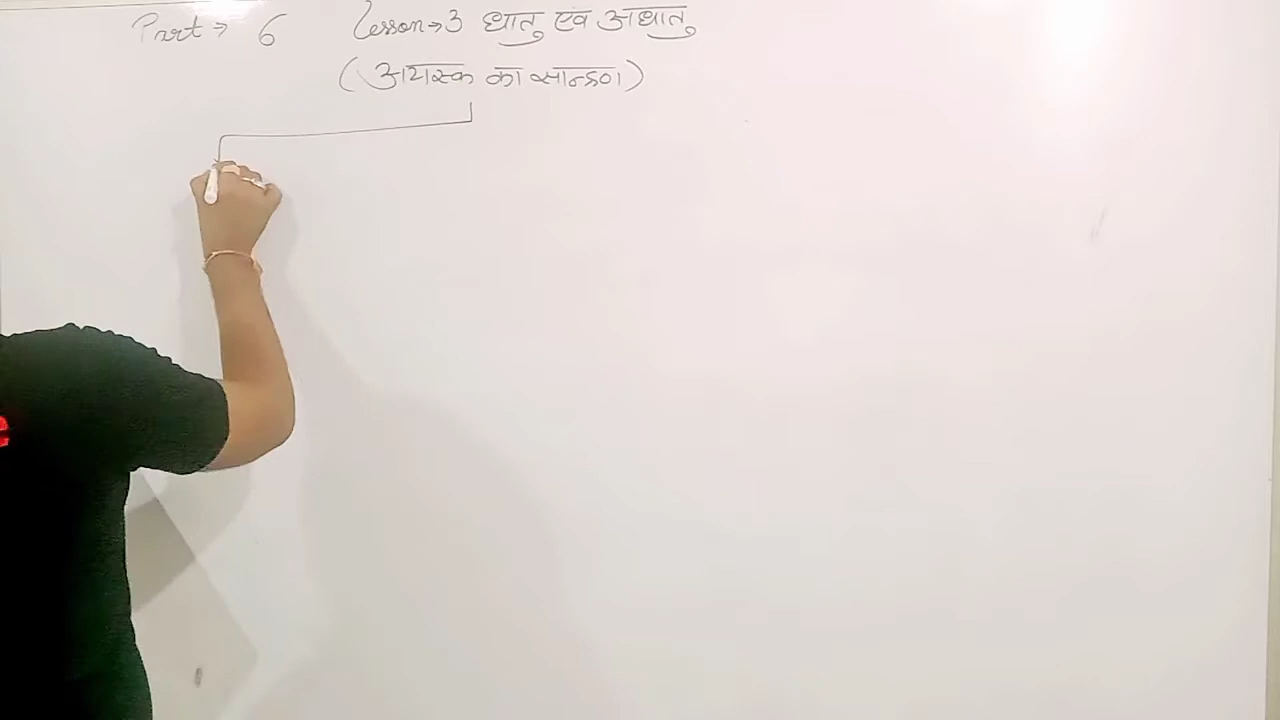 Part → 6 Lesson → 3 धातु एवं अधातु
(अयस्क का सान्द्रण)